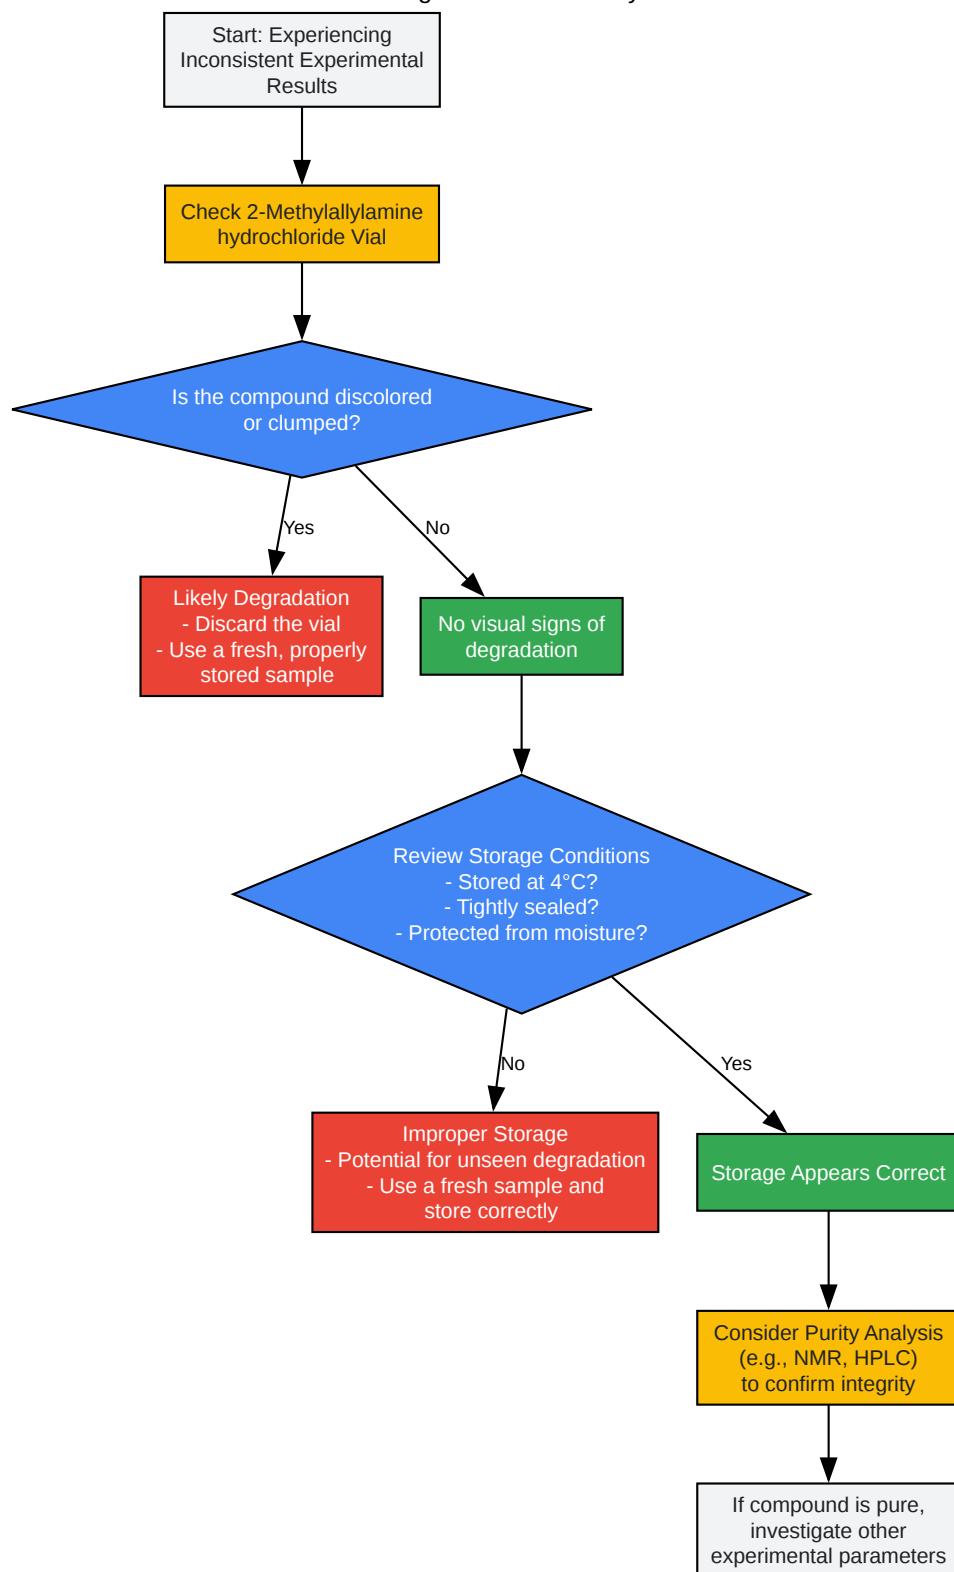 Start: Experiencing
Inconsistent Experimental
Results
Check 2-Methylallylamine
hydrochloride Vial
Is the compound discolored
or clumped?
Yes
No
Likely Degradation
- Discard the vial
- Use a fresh, properly
stored sample
No visual signs of
degradation
Review Storage Conditions
- Stored at 4°C?
- Tightly sealed?
- Protected from moisture?
No
Yes
Improper Storage
- Potential for unseen degradation
- Use a fresh sample and
store correctly
Storage Appears Correct
Consider Purity Analysis
(e.g., NMR, HPLC)
to confirm integrity
If compound is pure,
investigate other
experimental parameters